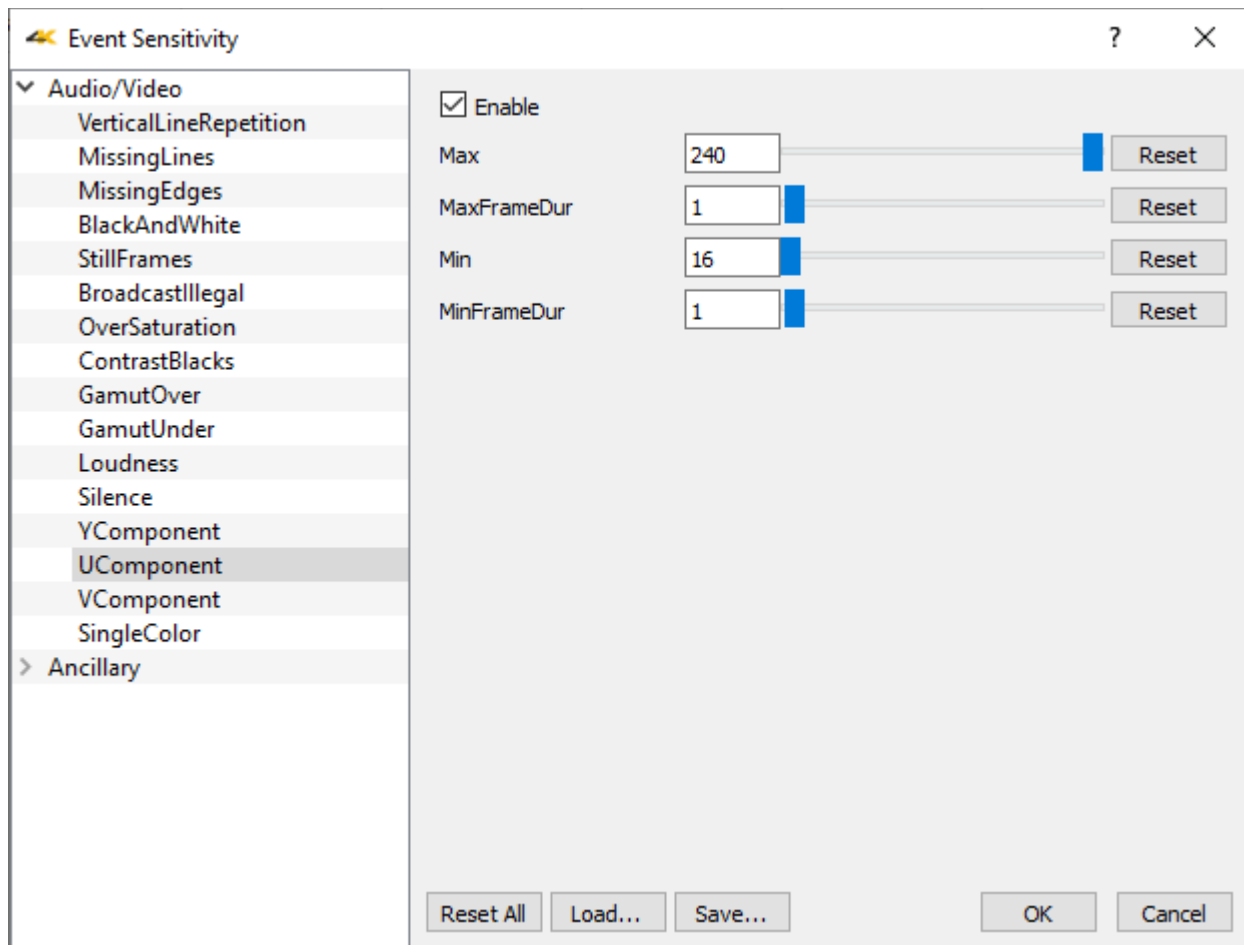 4K Event Sensitivity ?
Audio/Video
VerticalLineRepetition
MissingLines
MissingEdges
BlackAndWhite
StillFrames
BroadcastIllegal
OverSaturation
ContrastBlacks
GamutOver
GamutUnder
Loudness
Silence
YComponent
UComponent
VComponent
SingleColor
Ancillary
Enable
Max 240 Reset
MaxFrameDur 1 Reset
Min 16 Reset
MinFrameDur 1 Reset
Reset All Load... Save... OK Cancel